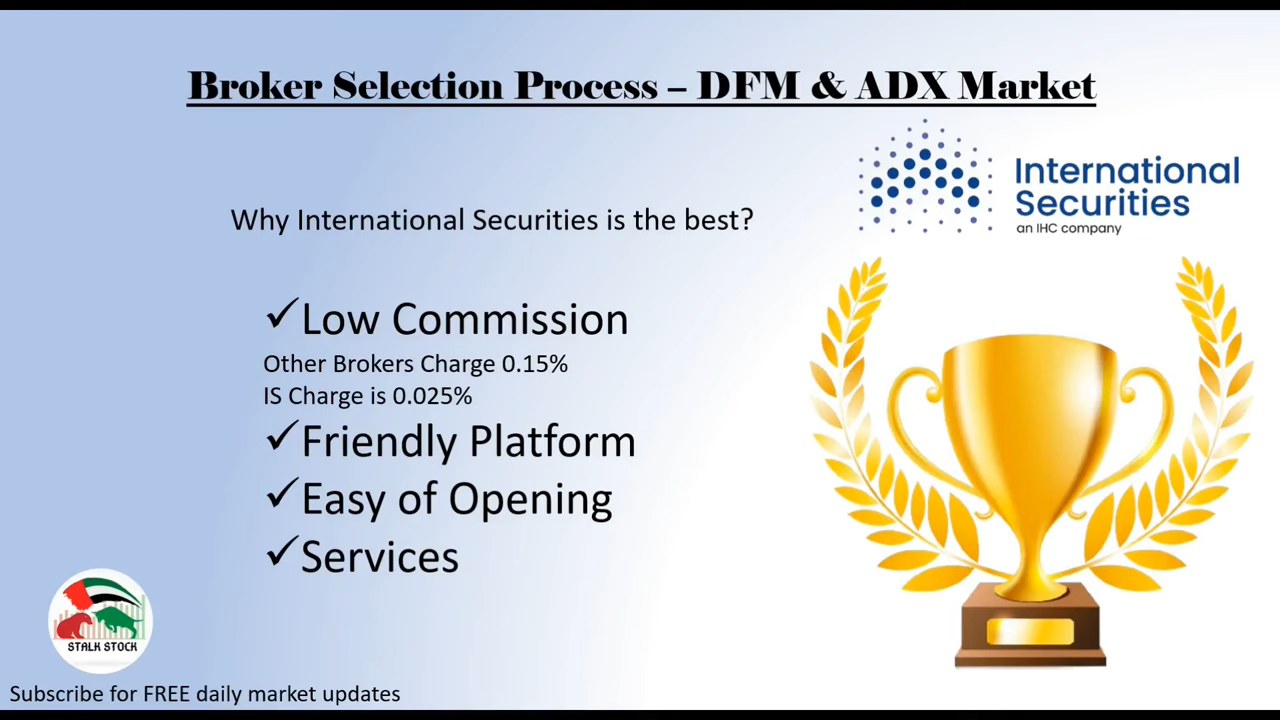 Broker Selection Process – DFM & ADX Market
International
Securities
an IHC company
Why International Securities is the best?
✓Low Commission
Other Brokers Charge 0.15%
IS Charge is 0.025%
✓Friendly Platform
✓Easy of Opening
✓Services
STALK STOCK
Subscribe for FREE daily market updates